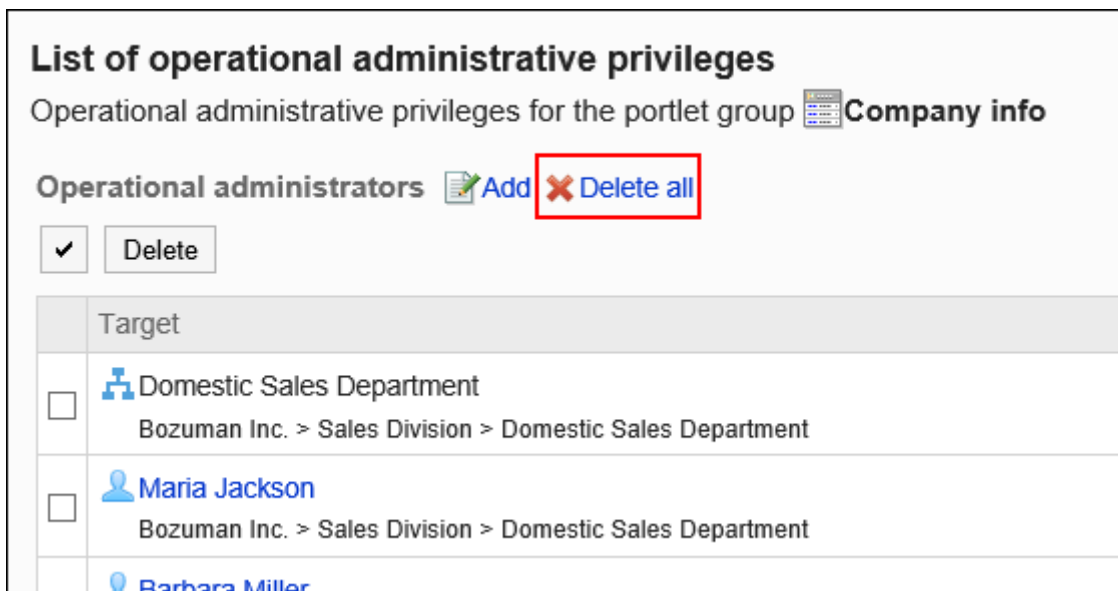 List of operational administrative privileges
Operational administrative privileges for the portlet group Company info
Operational administrators Add Delete all
Delete
Target
Domestic Sales Department
Bozuman Inc. > Sales Division > Domestic Sales Department
Maria Jackson
Bozuman Inc. > Sales Division > Domestic Sales Department
Barbara Miller